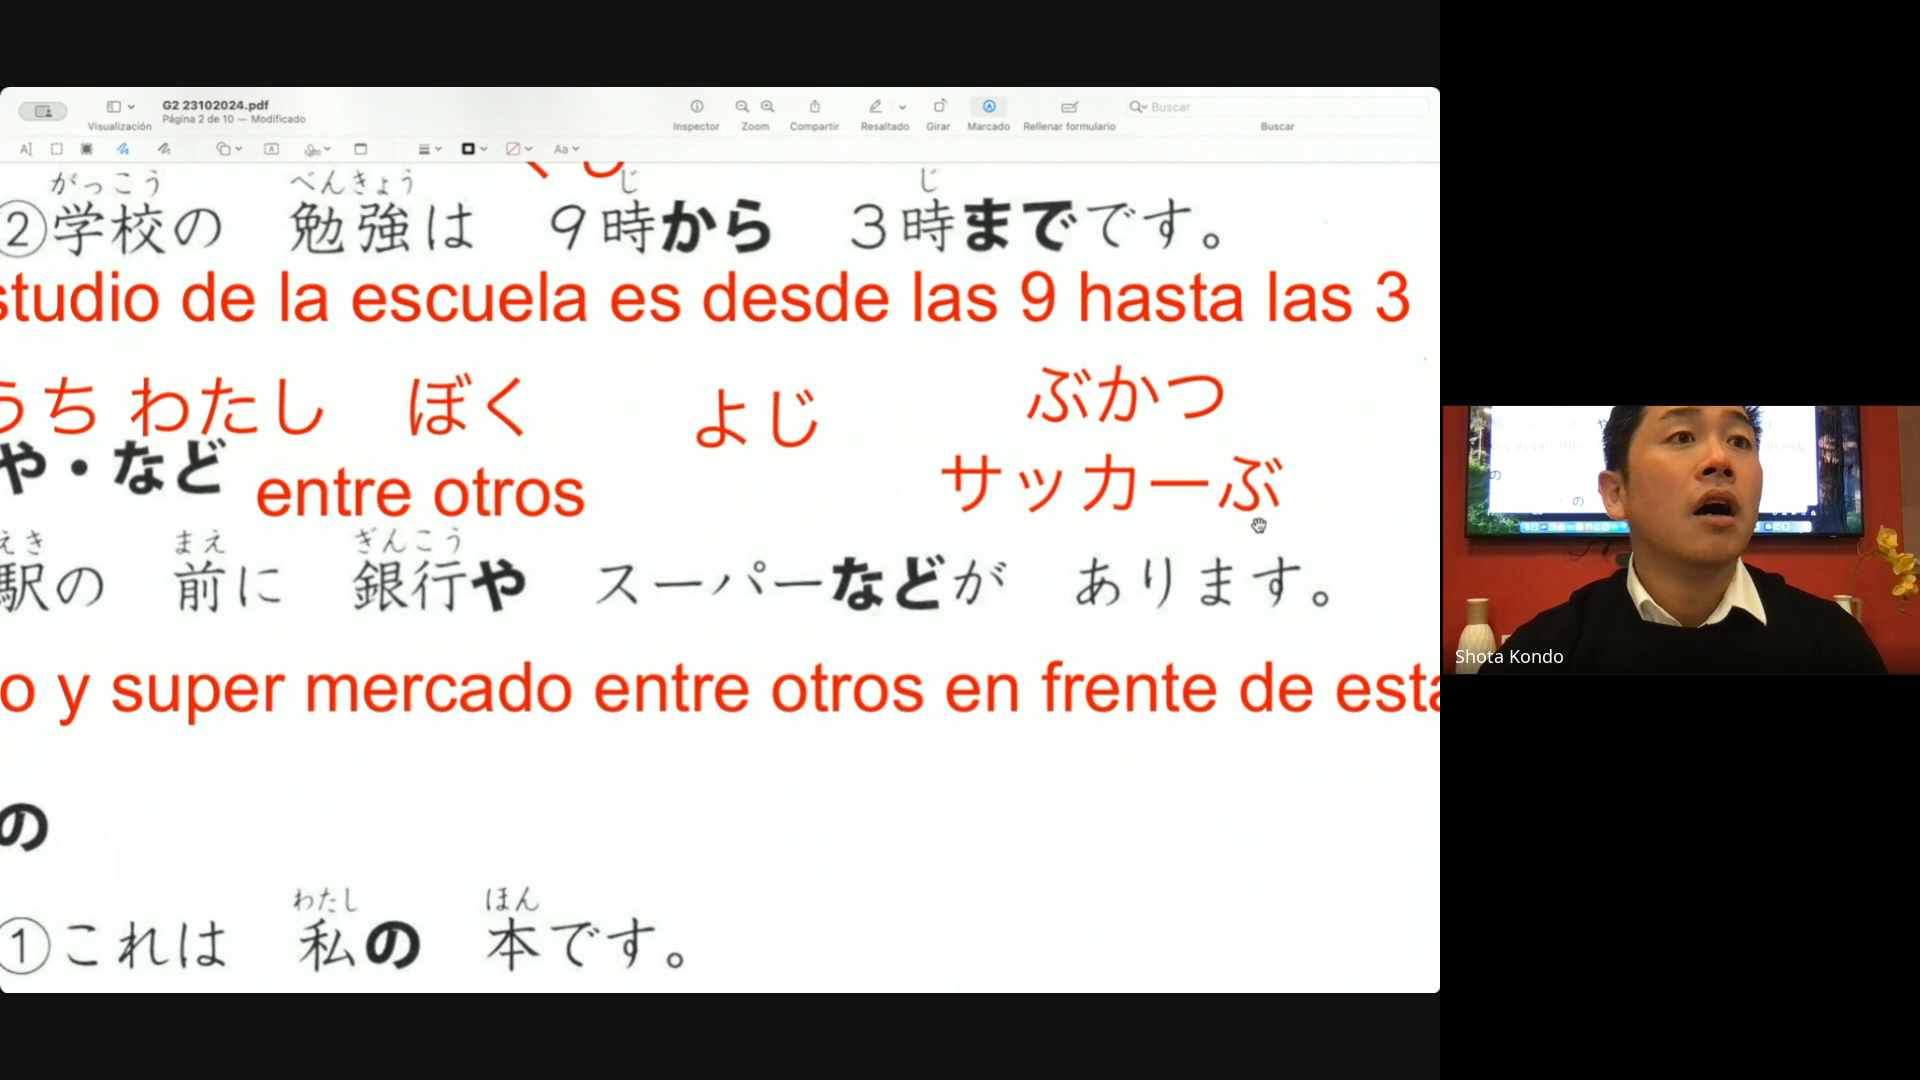 G2 23102024.pdf
Página 2 de 10 — Modificado
Visualización
Inspector
Zoom
Compartir
Resaltado
Girar
Marcado
Rellenar formulario
Buscar
Buscar
A
Aa
がっこう べんきょう じ じ
②学校の 勉強は 9時から 3時までです。
studio de la escuela es desde las 9 hasta las 3
うち わたし ぼく よじ ぶかつ
や・など
entre otros
サッカーぶ
えき まえ ぎんこう
駅の 前に 銀行や スーパーなどが あります。
o y super mercado entre otros en frente de esta
の
わたし ほん
①これは 私の 本です。
Shota Kondo